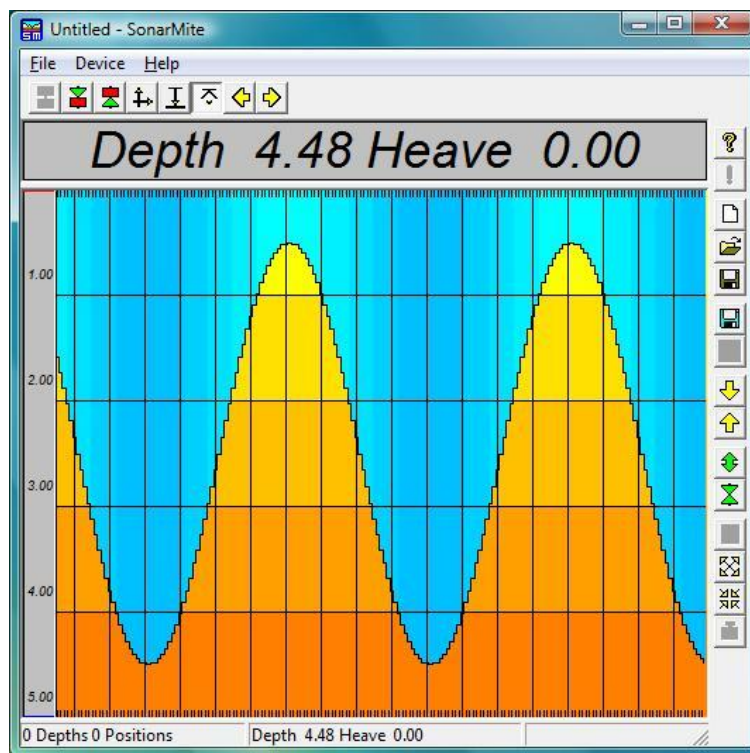 SM Untitled - SonarMite
File Device Help
Depth 4.48 Heave 0.00
1.00
2.00
3.00
4.00
5.00
0 Depths 0 Positions Depth 4.48 Heave 0.00